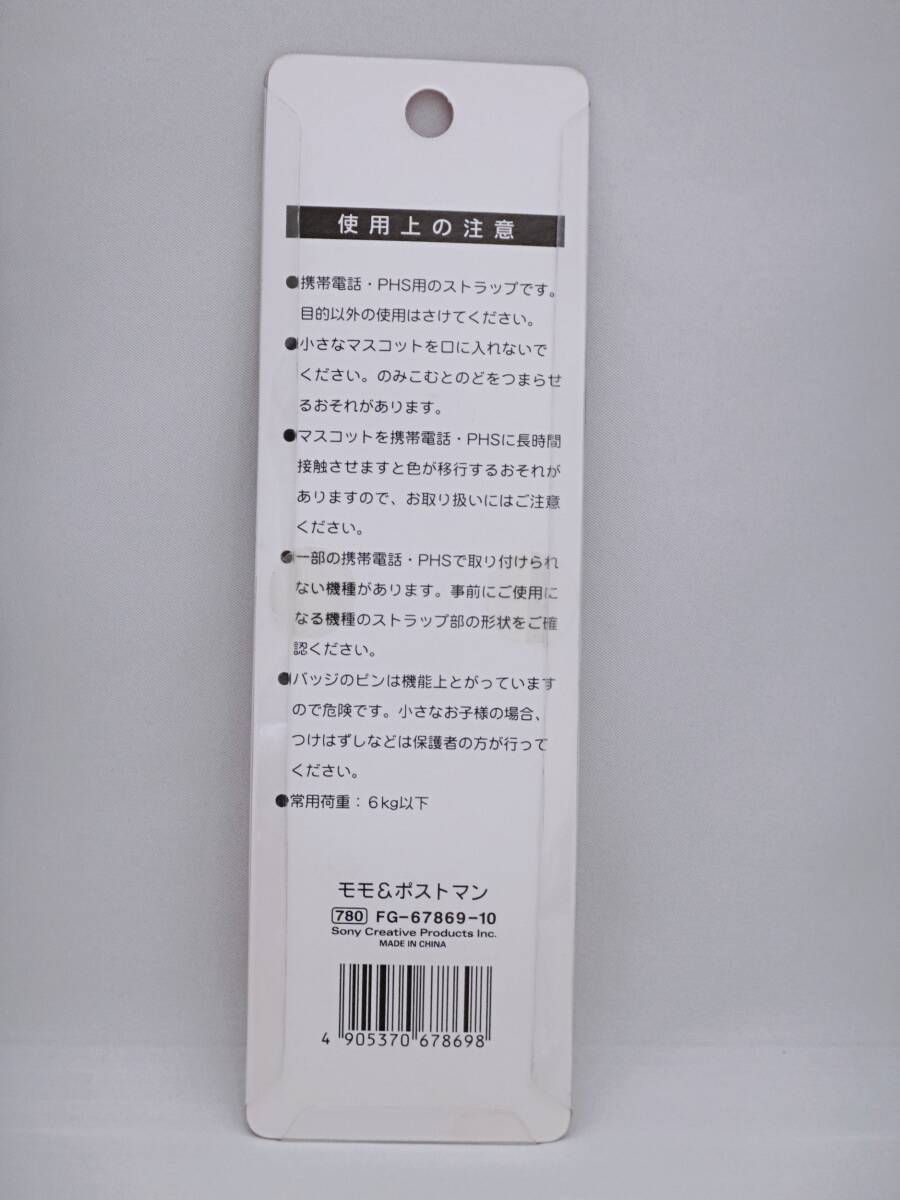 使用上の注意
●携帯電話・PHS用のストラップです。
目的以外の使用はさけてください。
●小さなマスコットを口に入れないで
ください。のみこむとのどをつまらせ
るおそれがあります。
●マスコットを携帯電話・PHSに長時間
接触させますと色が移行するおそれが
ありますので、お取り扱いにはご注意
ください。
●一部の携帯電話・PHSで取り付けられ
ない機種があります。事前にご使用に
なる機種のストラップ部の形状をご確
認ください。
●バッジのピンは機能上とがっています
ので危険です。小さなお子様の場合、
つけはずしなどは保護者の方が行って
ください。
●常用荷重：6kg以下
モモ&ポストマン
780 FG-67869-10
Sony Creative Products Inc.
MADE IN CHINA
4 905370 678698